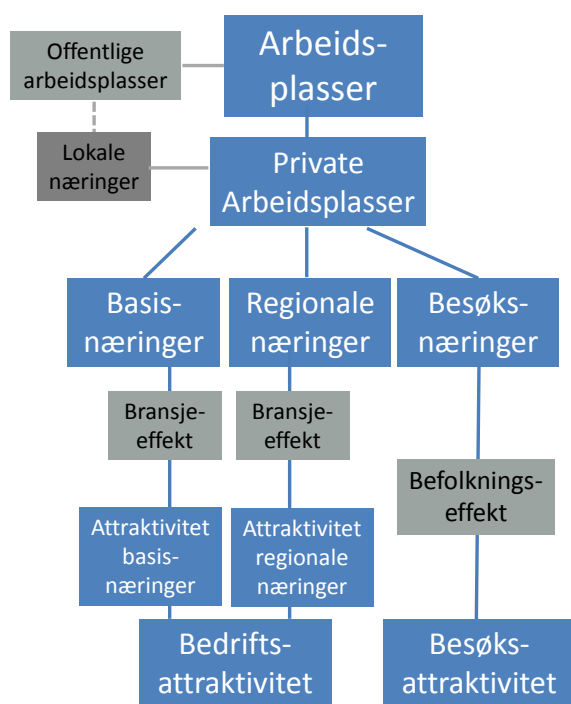 Offentlige
arbeidsplasser
Arbeids-
plasser
Lokale
næringer
Private
Arbeidsplasser
Basis-
næringer
Regionale
næringer
Besøks-
næringer
Bransje-
effekt
Bransje-
effekt
Befolknings-
effekt
Attraktivitet
basis-
næringer
Attraktivitet
regionale
næringer
Bedrifts-
attraktivitet
Besøks-
attraktivitet